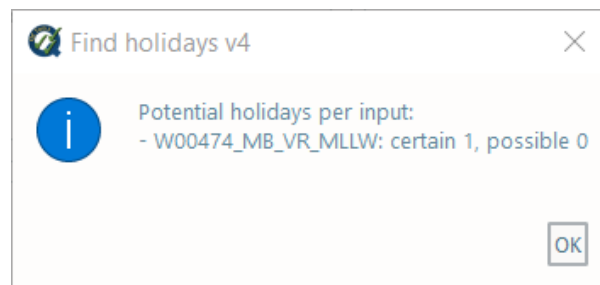 Find holidays v4
Potential holidays per input:
- W00474_MB_VR_MLLW: certain 1, possible 0
OK